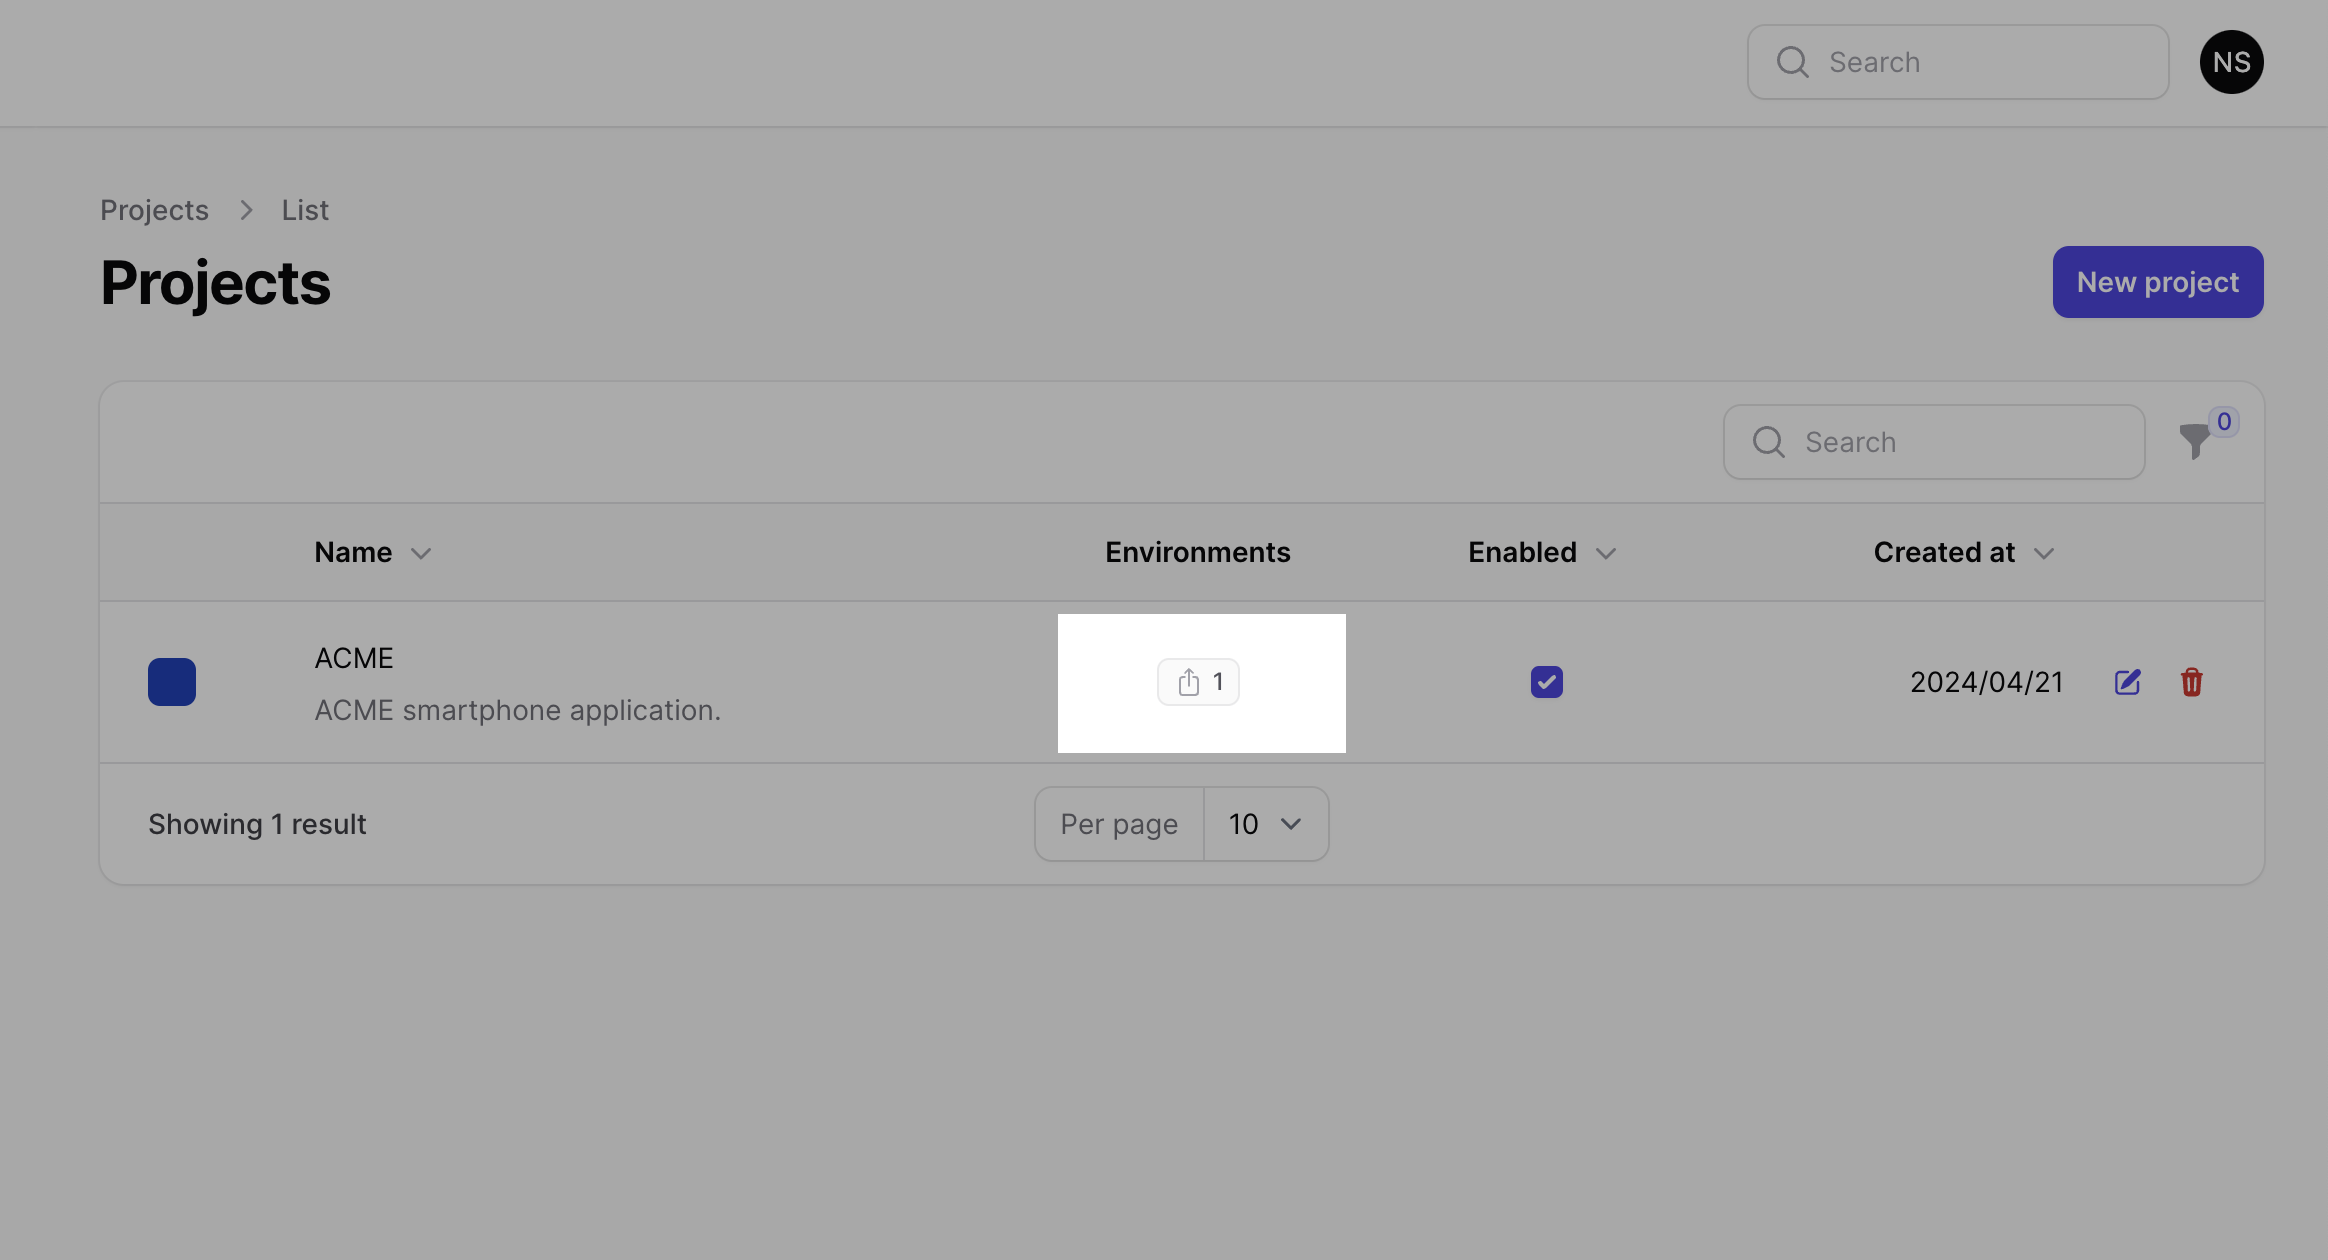 Search
NS
Projects > List
Projects
New project
Search
0
Name Environments Enabled Created at
ACME
1 2024/04/21
ACME smartphone application.
Showing 1 result Per page 10